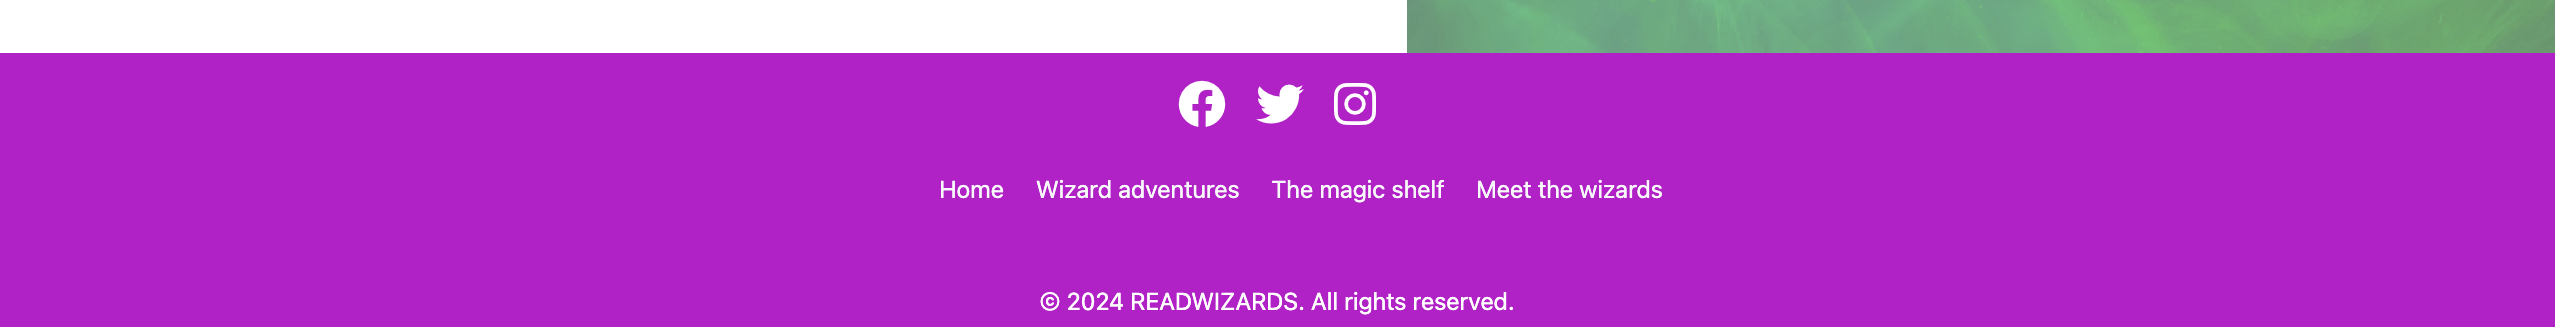 Home Wizard adventures The magic shelf Meet the wizards
© 2024 READWIZARDS. All rights reserved.